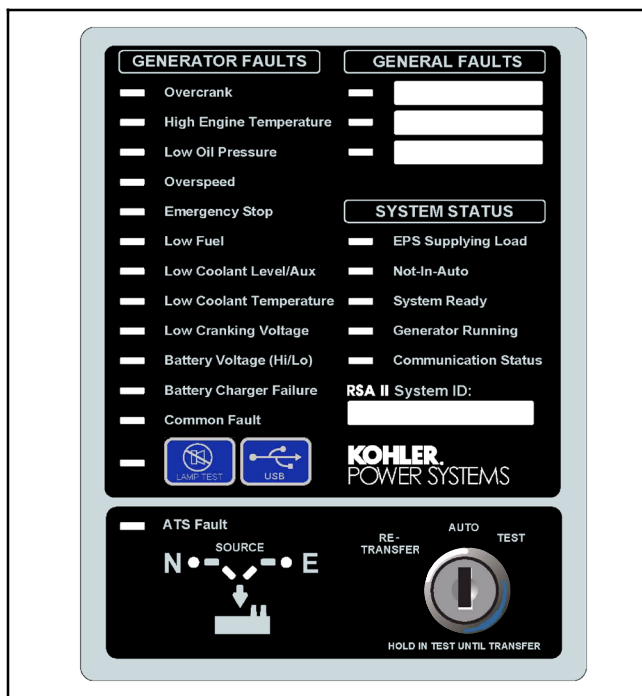 GENERATOR FAULTS
Overcrank
High Engine Temperature
Low Oil Pressure
Overspeed
Emergency Stop
Low Fuel
Low Coolant Level/Aux
Low Coolant Temperature
Low Cranking Voltage
Battery Voltage (Hi/Lo)
Battery Charger Failure
Common Fault
LAMP TEST
USB
GENERAL FAULTS
SYSTEM STATUS
EPS Supplying Load
Not-In-Auto
System Ready
Generator Running
Communication Status
RSA II System ID:
KOHLER.
POWER SYSTEMS
ATS Fault
SOURCE
N E
RE-
TRANSFER
AUTO
TEST
HOLD IN TEST UNTIL TRANSFER